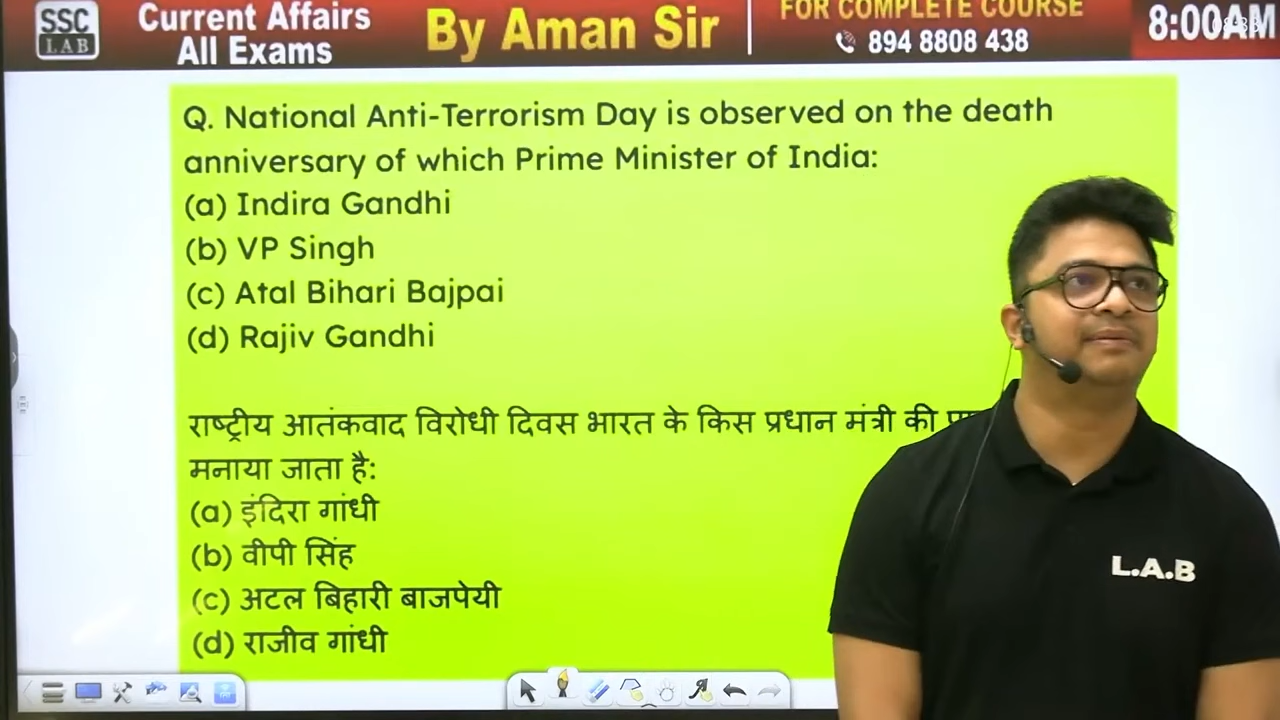 SSC
LAB
Current Affairs
All Exams
By Aman Sir
FOR COMPLETE COURSE
894 8808 438
8:00AM
Q. National Anti-Terrorism Day is observed on the death
anniversary of which Prime Minister of India:
(a) Indira Gandhi
(b) VP Singh
(c) Atal Bihari Bajpai
(d) Rajiv Gandhi
राष्ट्रीय आतंकवाद विरोधी दिवस भारत के किस प्रधान मंत्री की
मनाया जाता है:
(a) इंदिरा गांधी
(b) वीपी सिंह
(c) अटल बिहारी बाजपेयी
(d) राजीव गांधी
L.A.B